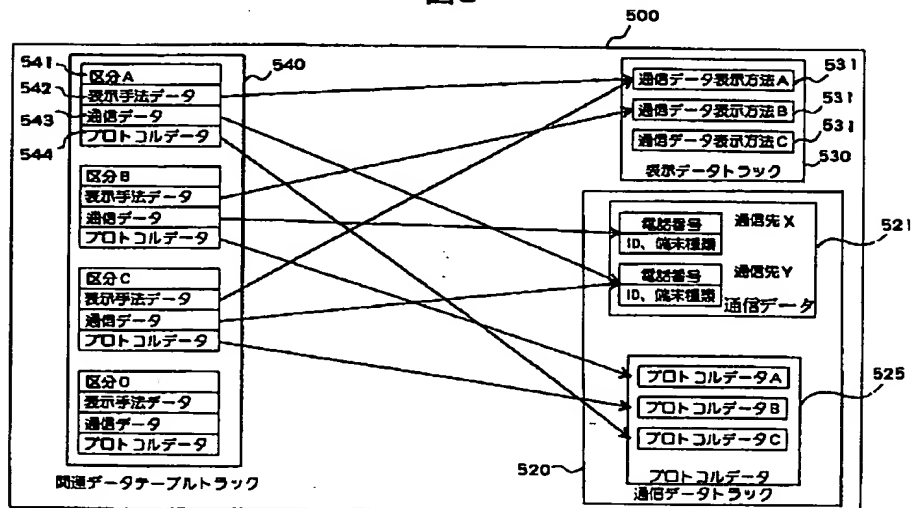 500
541
542
543
544
540
区分A
表示手法データ
通信データ
プロトコルデータ
区分B
表示手法データ
通信データ
プロトコルデータ
区分C
表示手法データ
通信データ
プロトコルデータ
区分D
表示手法データ
通信データ
プロトコルデータ
関連データテーブルトラック
通信データ表示方法A
531
通信データ表示方法B
531
通信データ表示方法C
531
530
表示データトラック
電話番号
ID、端末種類
通信先X
521
電話番号
ID、端末種類
通信先Y
通信データ
プロトコルデータA
525
プロトコルデータB
プロトコルデータC
プロトコルデータ
520
通信データトラック